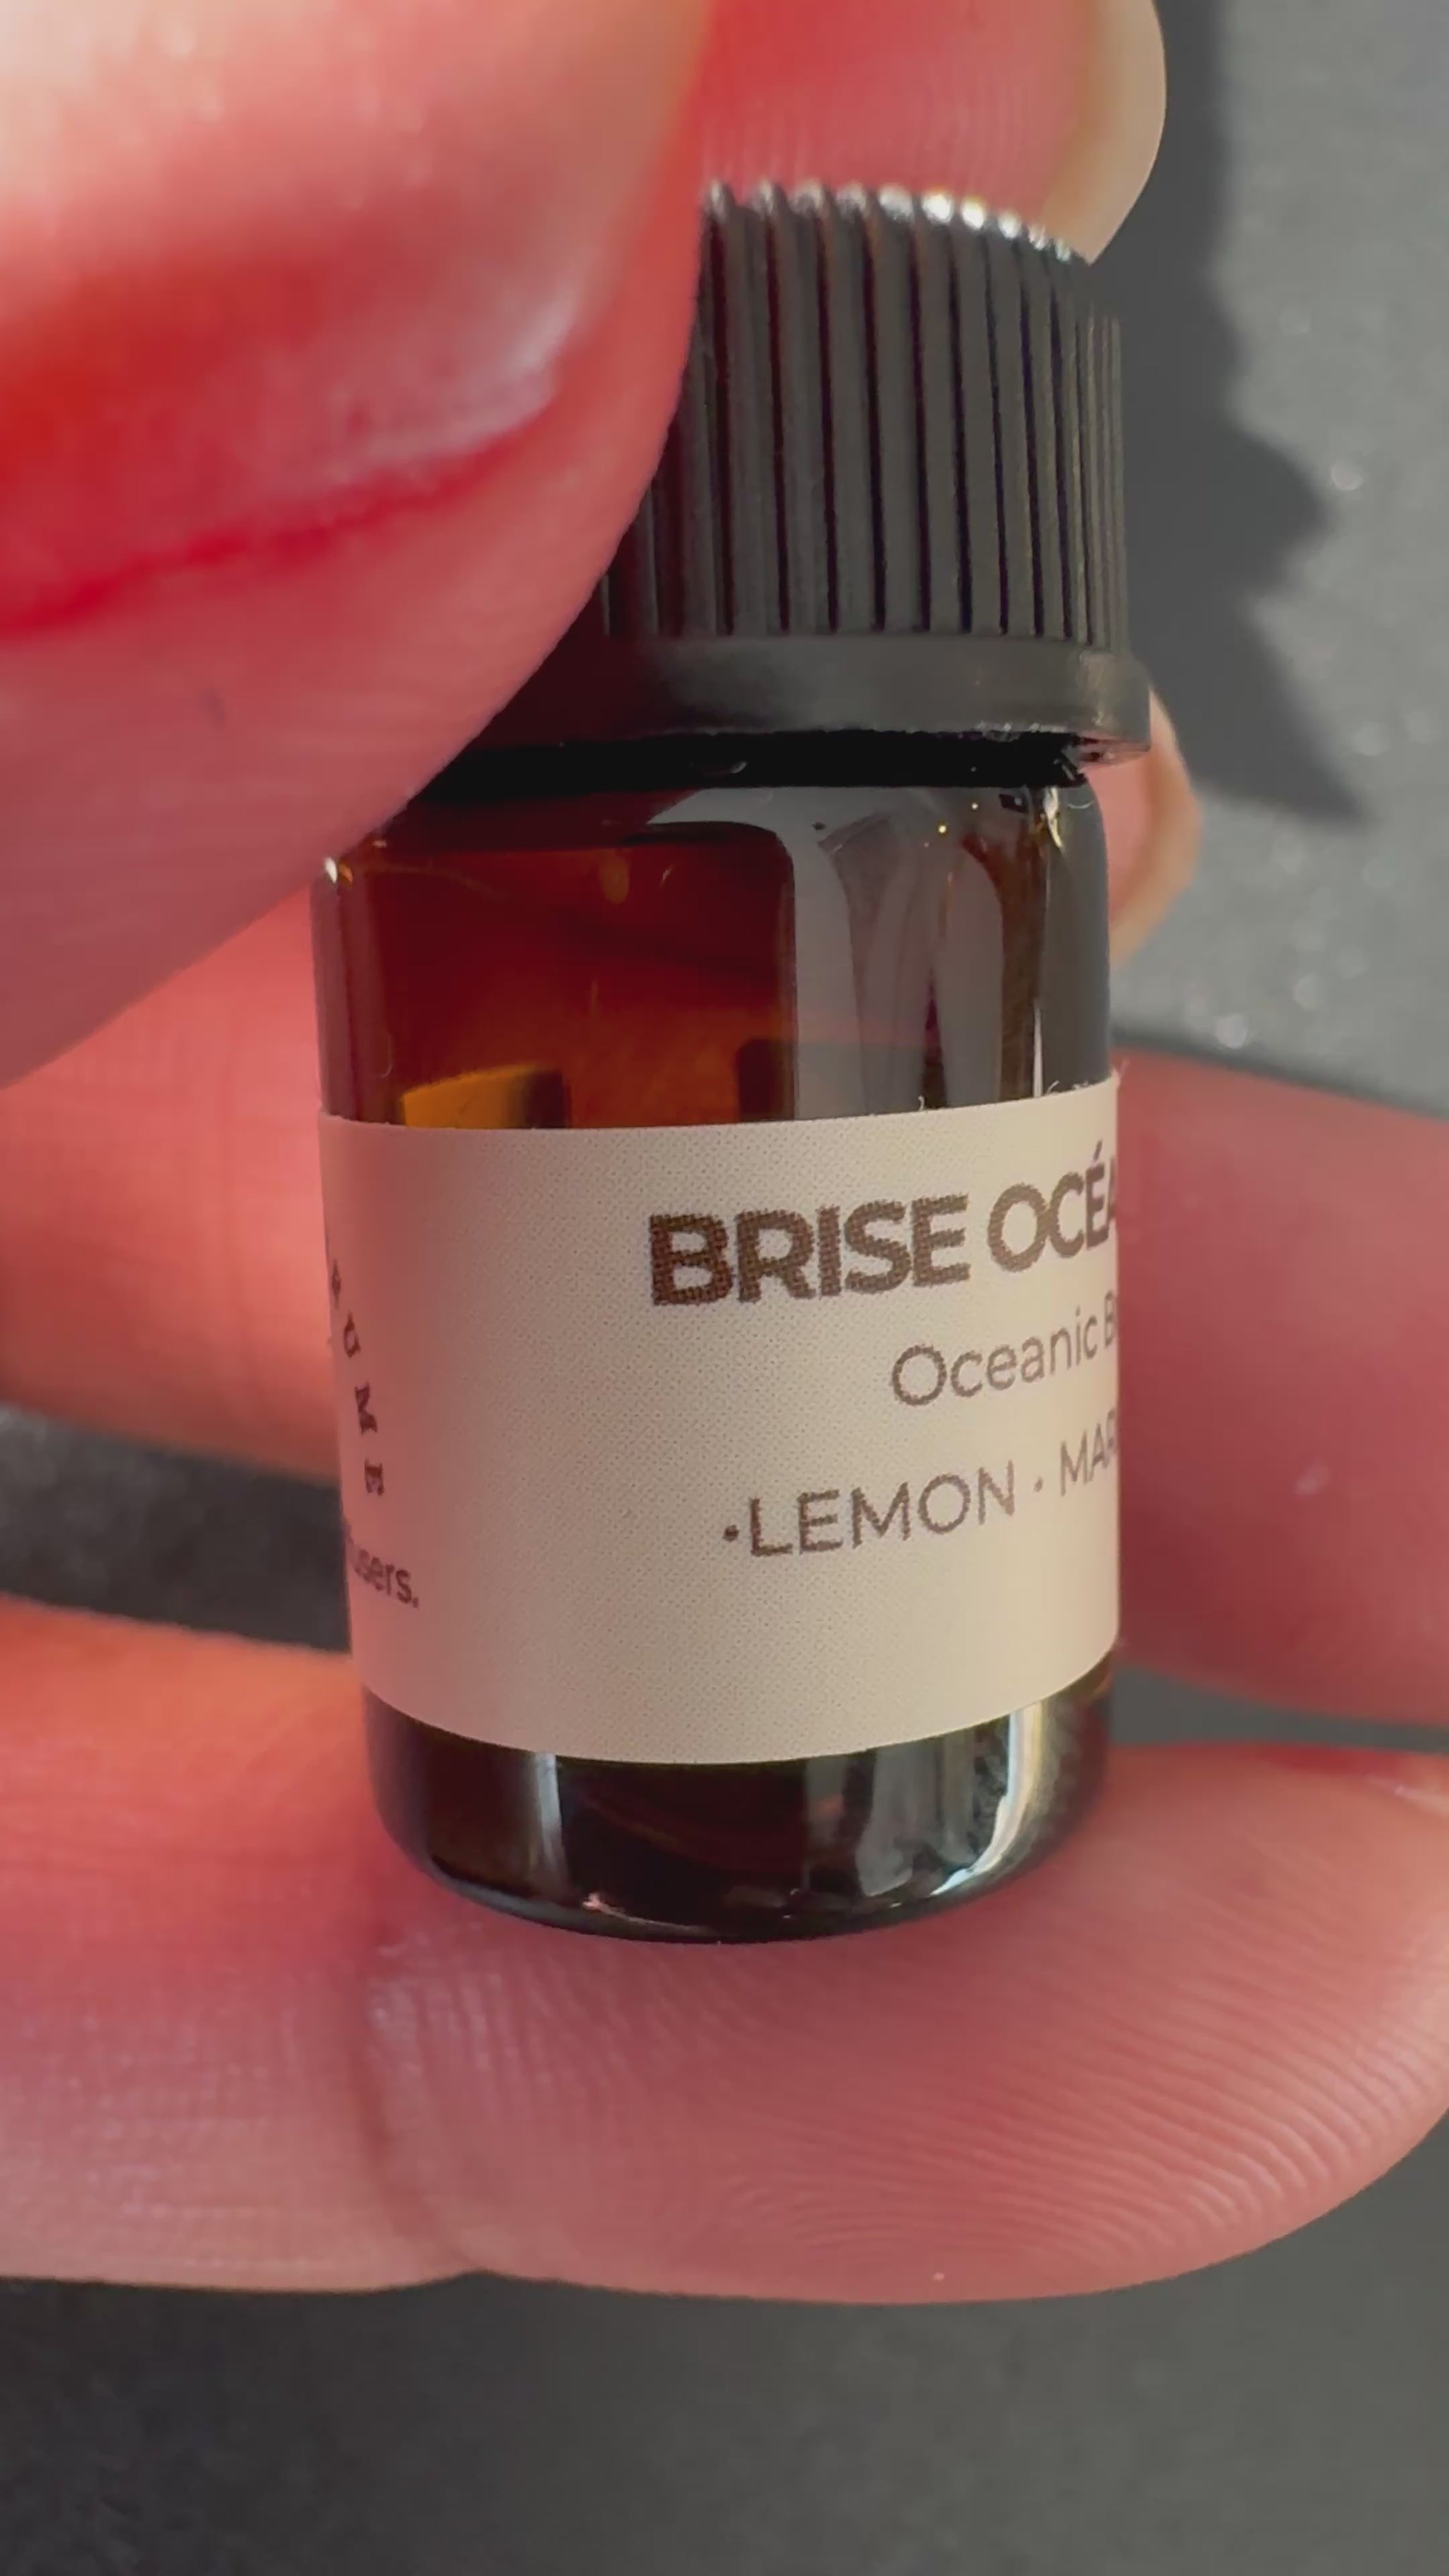 BRISE OCÉA
Oceanic B
·LEMON · MAR
users.